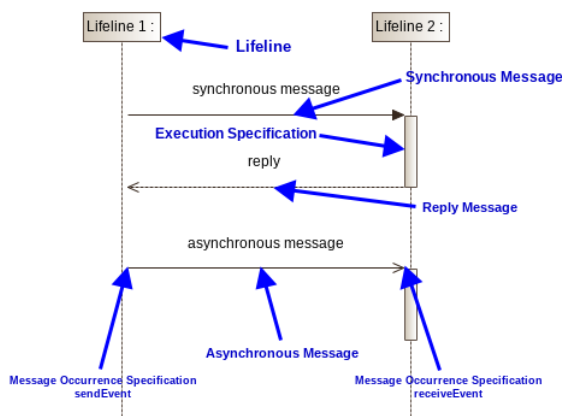 Lifeline 1 :
Lifeline 2 :
Lifeline
synchronous message
Synchronous Message
Execution Specification
reply
Reply Message
asynchronous message
Asynchronous Message
Message Occurrence Specification
sendEvent
Message Occurrence Specification
receiveEvent